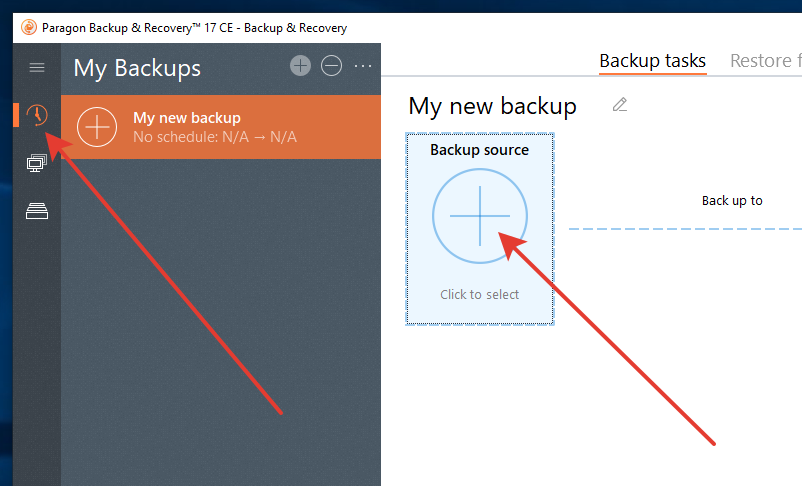 Paragon Backup & Recovery™ 17 CE - Backup & Recovery
My Backups
My new backup
No schedule: N/A → N/A
Backup tasks
Restore f
My new backup
Backup source
Click to select
Back up to